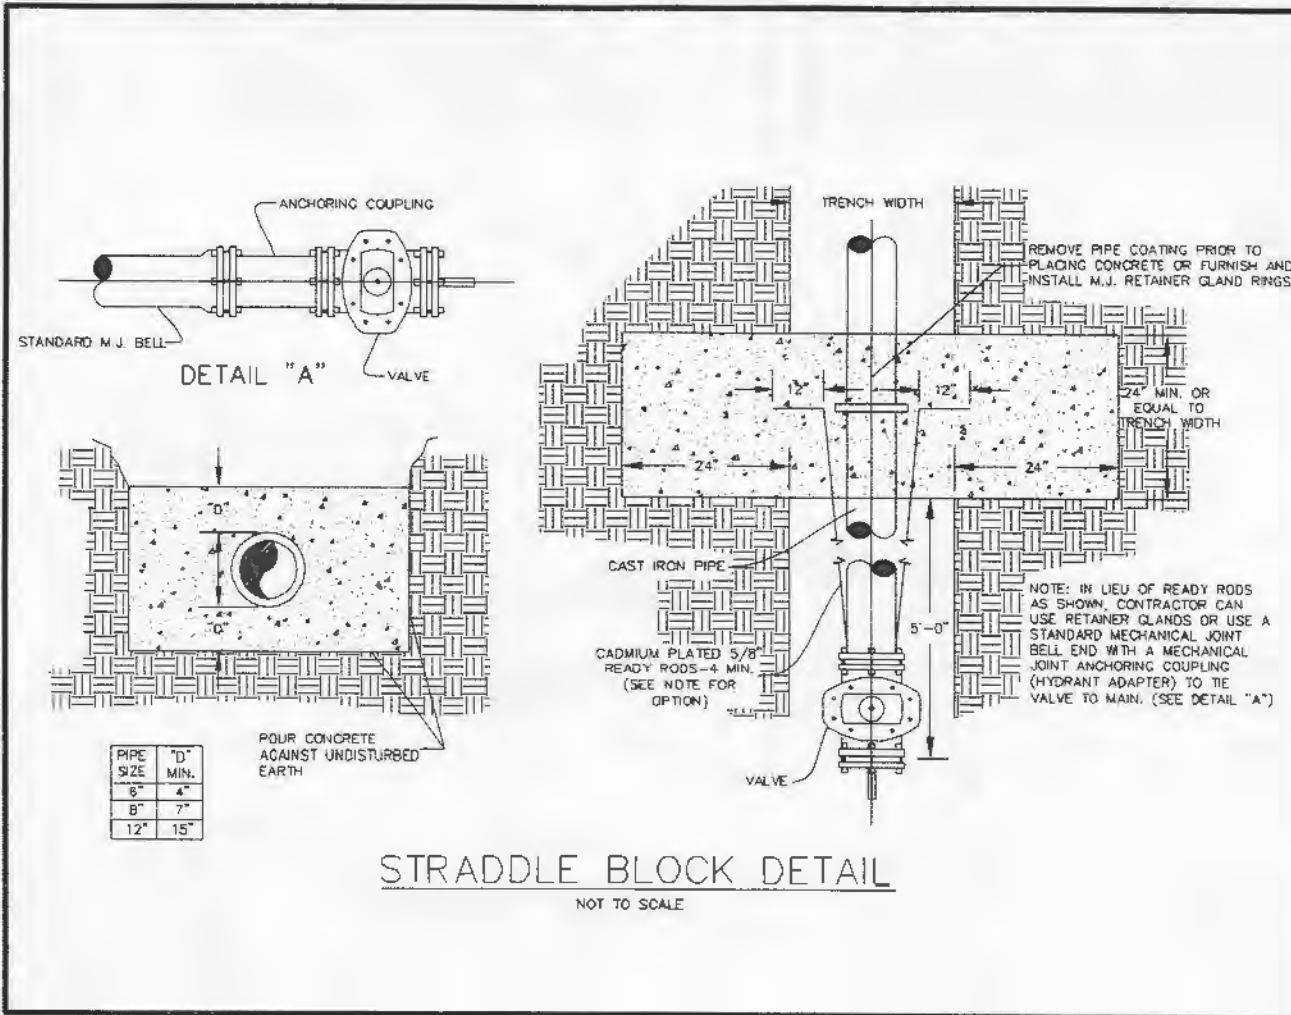 ANCHORING COUPLING
STANDARD M.J. BELL
DETAIL "A"
VALVE
TRENCH WIDTH
REMOVE PIPE COATING PRIOR TO
PLACING CONCRETE OR FURNISH AND
INSTALL M.J. RETAINER GLAND RINGS
12"
12"
24" MIN. OR
EQUAL TO
TRENCH WIDTH
24"
24"
"D"
"D"
CAST IRON PIPE
5'-0"
CADMIUM PLATED 5/8"
READY RODS-4 MIN.
(SEE NOTE FOR
OPTION)
NOTE: IN LIEU OF READY RODS
AS SHOWN, CONTRACTOR CAN
USE RETAINER GLANDS OR USE A
STANDARD MECHANICAL JOINT
BELL END WITH A MECHANICAL
JOINT ANCHORING COUPLING
(HYDRANT ADAPTER) TO TIE
VALVE TO MAIN. (SEE DETAIL "A")
POUR CONCRETE
AGAINST UNDISTURBED
EARTH
VALVE
PIPE SIZE "D" MIN.
6" 4"
8" 7"
12" 15"
STRADDLE BLOCK DETAIL
NOT TO SCALE